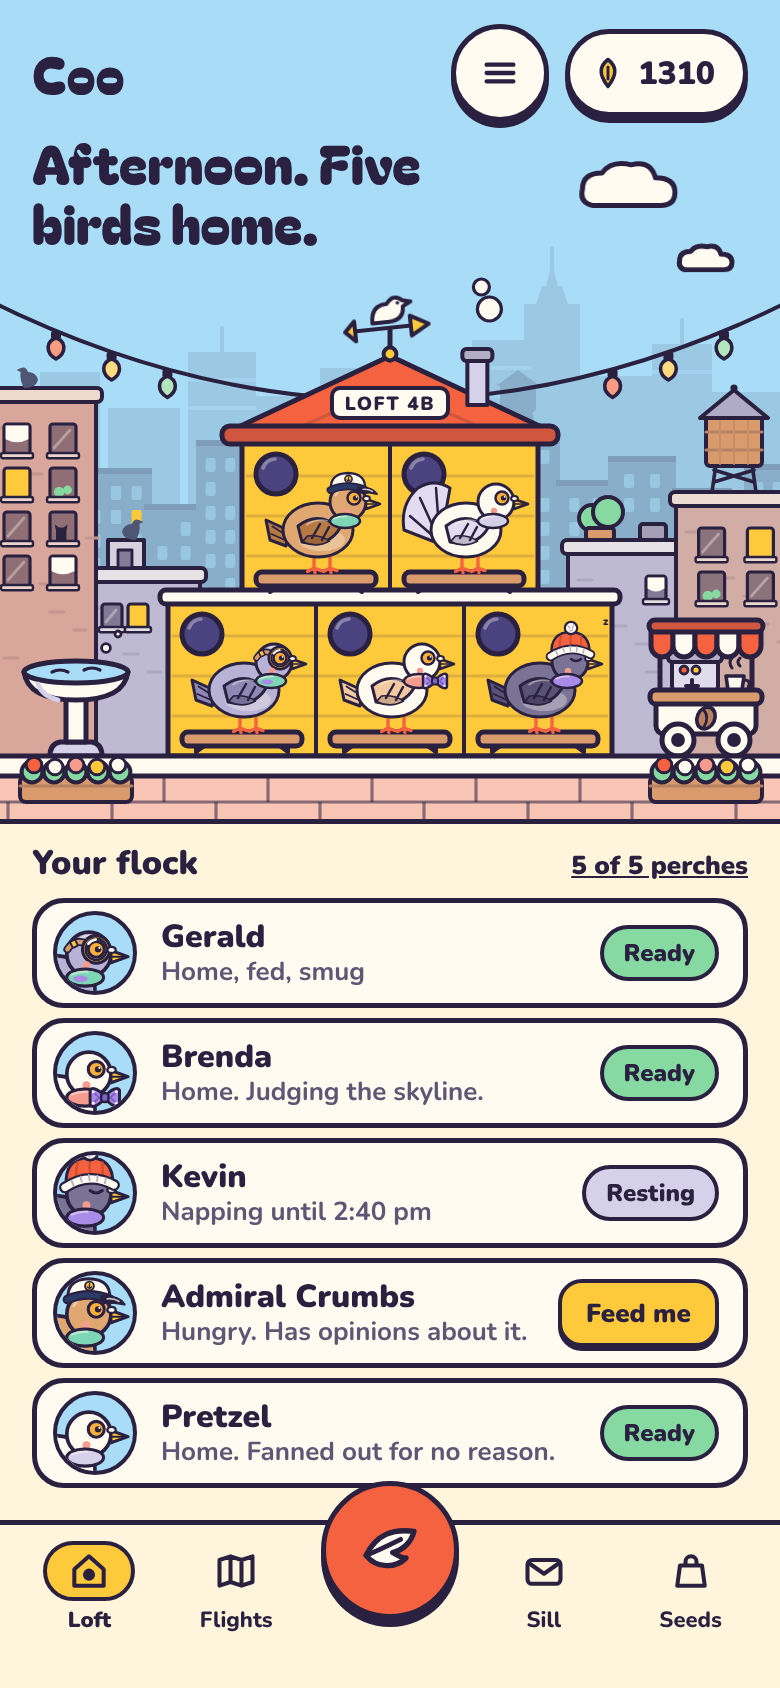 Coo
1310
Afternoon. Five
birds home.
LOFT 4B
z
Your flock
5 of 5 perches
Gerald
Home, fed, smug
Ready
Brenda
Home. Judging the skyline.
Ready
Kevin
Napping until 2:40 pm
Resting
Admiral Crumbs
Hungry. Has opinions about it.
Feed me
Pretzel
Home. Fanned out for no reason.
Ready
Loft
Flights
Sill
Seeds